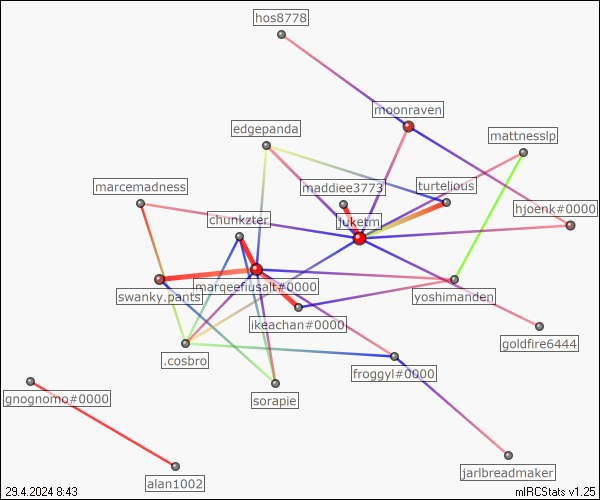 hos8778
moonraven
edgepanda
mattnesslp
marcemadness
maddiee3773
turtelious
chunkzter
juketm
hjoenk#0000
swanky.pants
marceefiusalt#0000
yoshimanden
ikeachan#0000
goldfire6444
.cosbro
froggyl#0000
gnognomo#0000
sorapie
jarlbreadmaker
alan1002
29.4.2024 8:43
mIRCStats v1.25